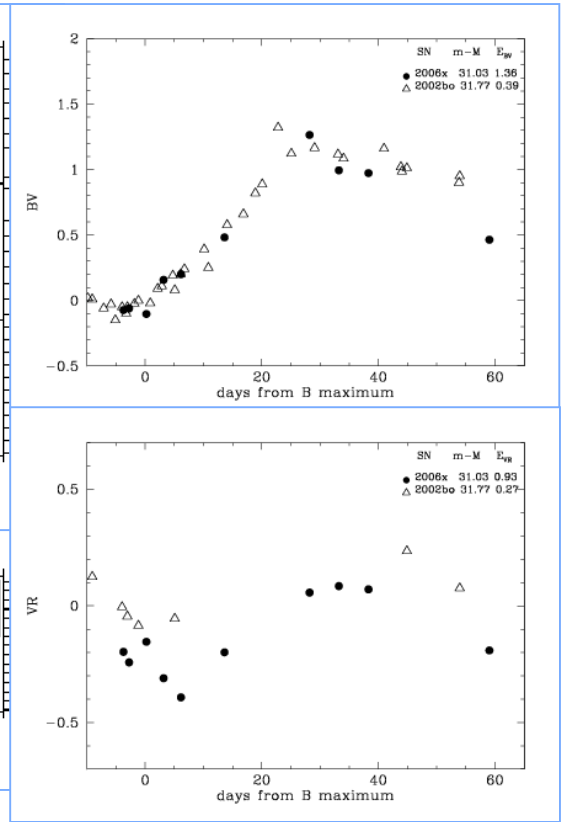 2
1.5
1
0.5
0
−0.5
BV
SN m−M E_BV
2006x 31.03 1.36
2002bo 31.77 0.39
0 20 40 60
days from B maximum
0.5
0
−0.5
VR
SN m−M E_VR
2006x 31.03 0.93
2002bo 31.77 0.27
0 20 40 60
days from B maximum